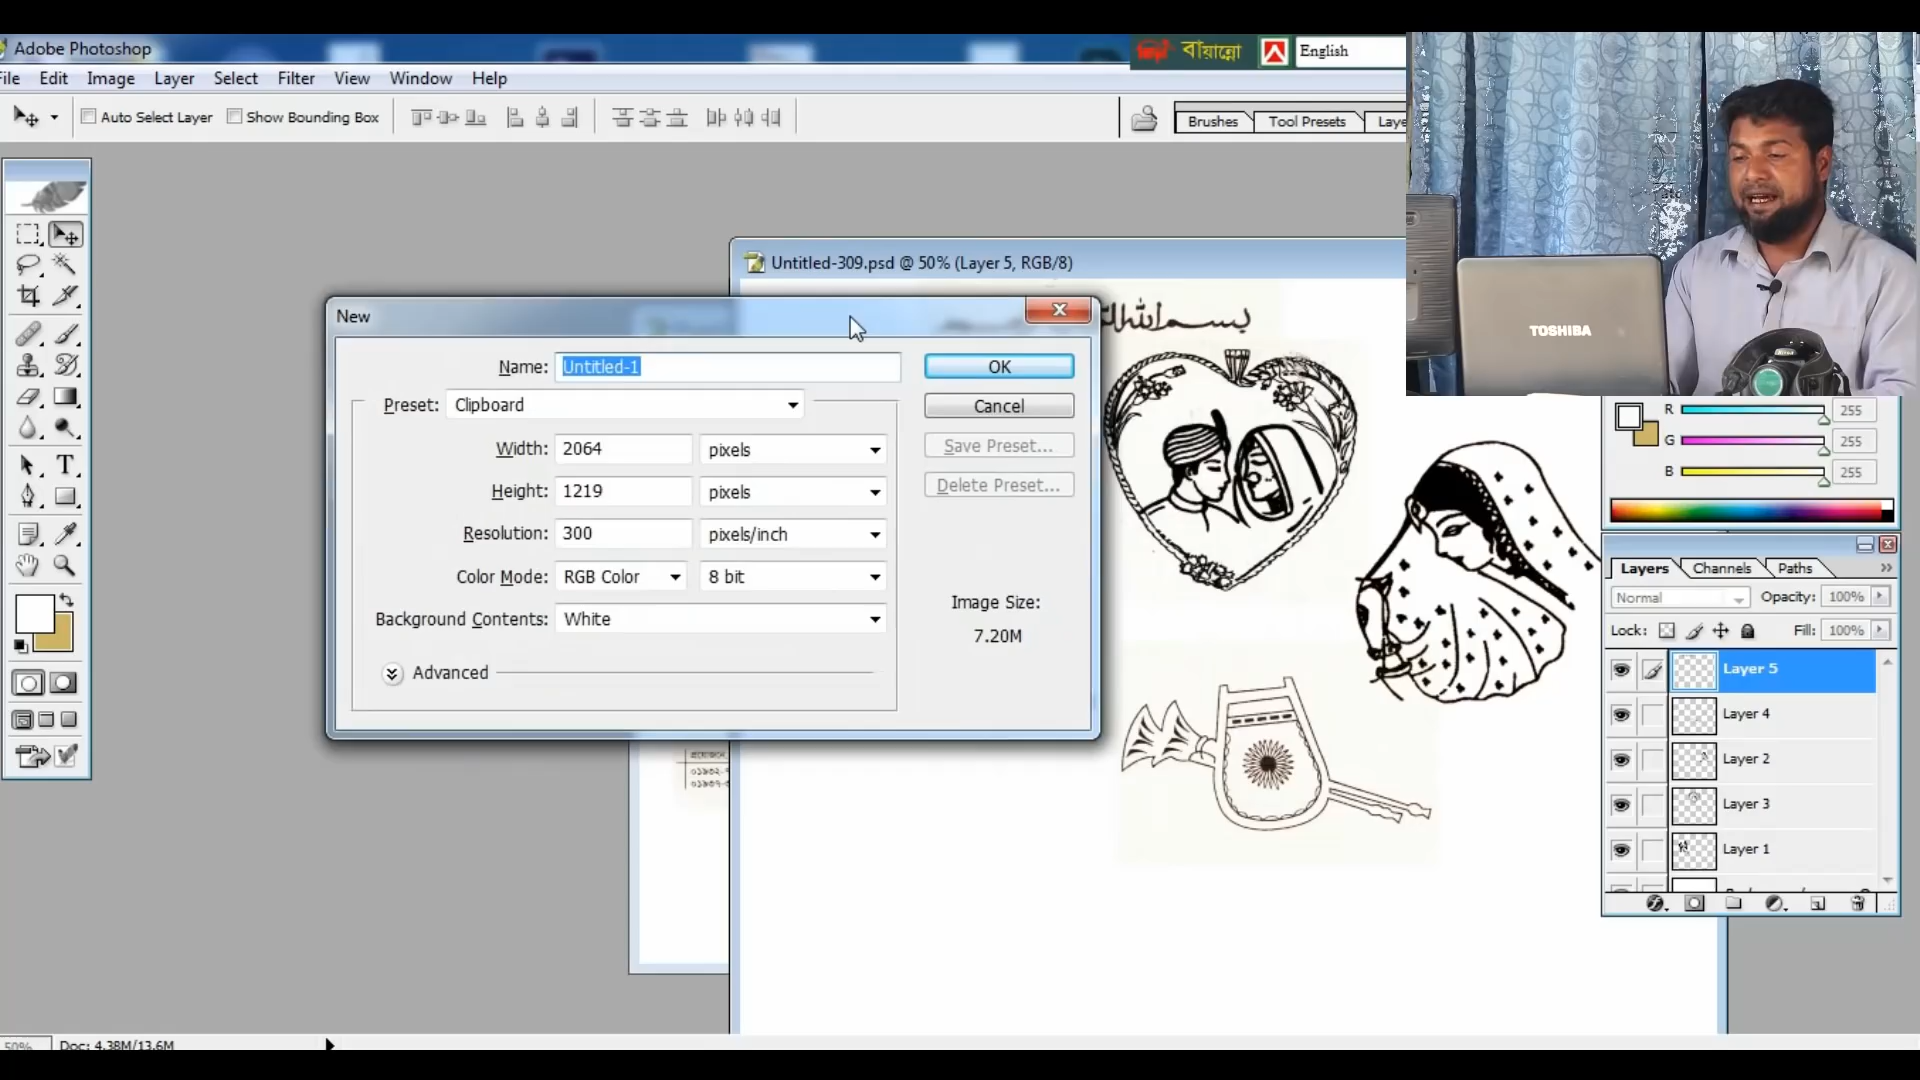 Adobe Photoshop
বায়ান্নো
English
File Edit Image Layer Select Filter View Window Help
Auto Select Layer Show Bounding Box
Brushes Tool Presets Laye
Untitled-309.psd @ 50% (Layer 5, RGB/8)
New
Name: Untitled-1
OK
Preset: Clipboard
Cancel
Width: 2064 pixels
Save Preset...
Height: 1219 pixels
Delete Preset...
Resolution: 300 pixels/inch
Color Mode: RGB Color 8 bit
Image Size:
Background Contents: White
7.20M
Advanced
TOSHIBA
R 255
G 255
B 255
Layers Channels Paths
Normal Opacity: 100%
Lock: Fill: 100%
Layer 5
Layer 4
Layer 2
Layer 3
Layer 1
50% Doc: 4.38M/13.6M